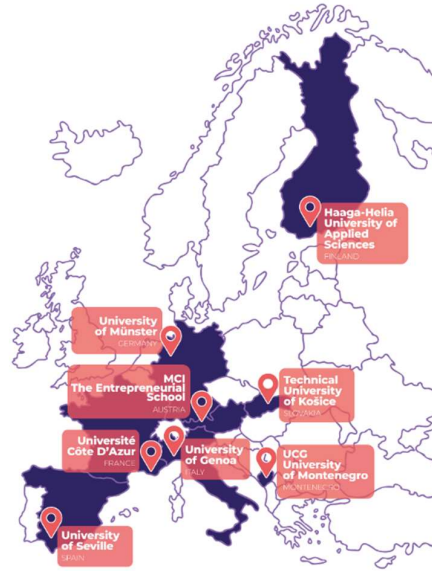 Haaga-Helia
University of
Applied
Sciences
FINLAND
University
of Münster
GERMANY
MCI
The Entrepreneurial
School
AUSTRIA
Technical
University
of Košice
SLOVAKIA
Université
Côte D'Azur
FRANCE
University
of Genoa
ITALY
UCG
University
of Montenegro
MONTENEGRO
University
of Seville
SPAIN